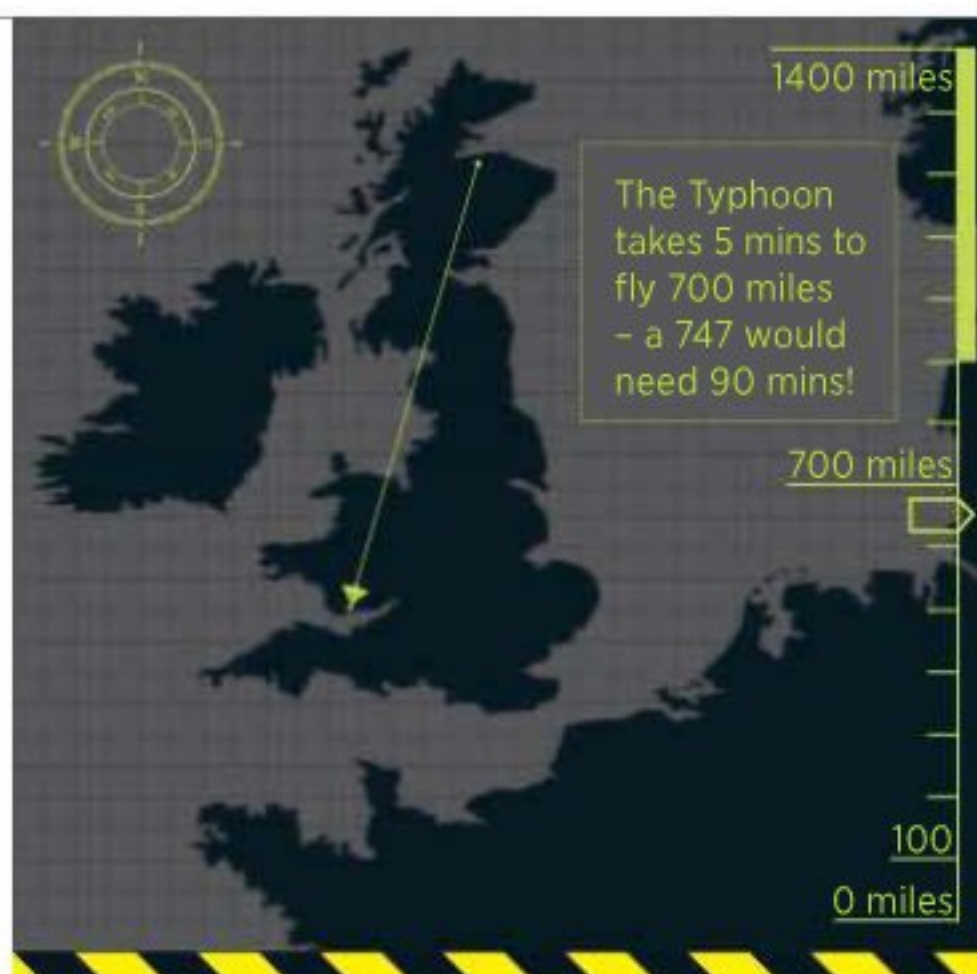 1400 miles
The Typhoon
takes 5 mins to
fly 700 miles
– a 747 would
need 90 mins!
700 miles
100
0 miles